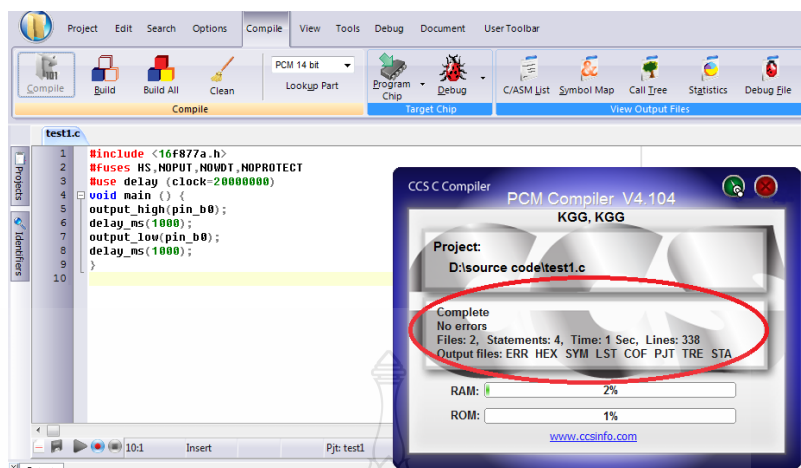 Project Edit Search Options Compile View Tools Debug Document User Toolbar
PCM 14 bit
101
Compile Build Build All Clean Lookup Part Program Chip Debug C/ASM List Symbol Map Call Tree Statistics Debug File
Compile Target Chip View Output Files
test1.c
Projects
Identifiers
1 #include <16f877a.h>
2 #fuses HS,NOPUT,NOWDT,NOPROTECT
3 #use delay (clock=20000000)
4 void main () {
5 output_high(pin_b0);
6 delay_ms(1000);
7 output_low(pin_b0);
8 delay_ms(1000);
9 }
10
CCS C Compiler
PCM Compiler V4.104
KGG, KGG
Project:
D:\source code\test1.c
Complete
No errors
Files: 2, Statements: 4, Time: 1 Sec, Lines: 338
Output files: ERR HEX SYM LST COF PJT TRE STA
RAM: 2%
ROM: 1%
www.ccsinfo.com
10:1 Insert Pjt: test1